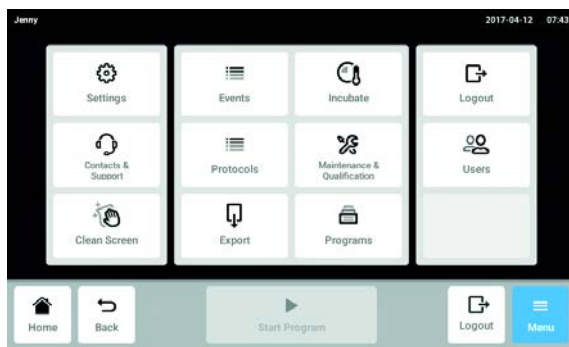 Jenny 2017-04-12 07:43
Settings
Events
Incubate
Logout
Contacts &
Support
Protocols
Maintenance &
Qualification
Users
Clean Screen
Export
Programs
Home
Back
Start Program
Logout
Menu